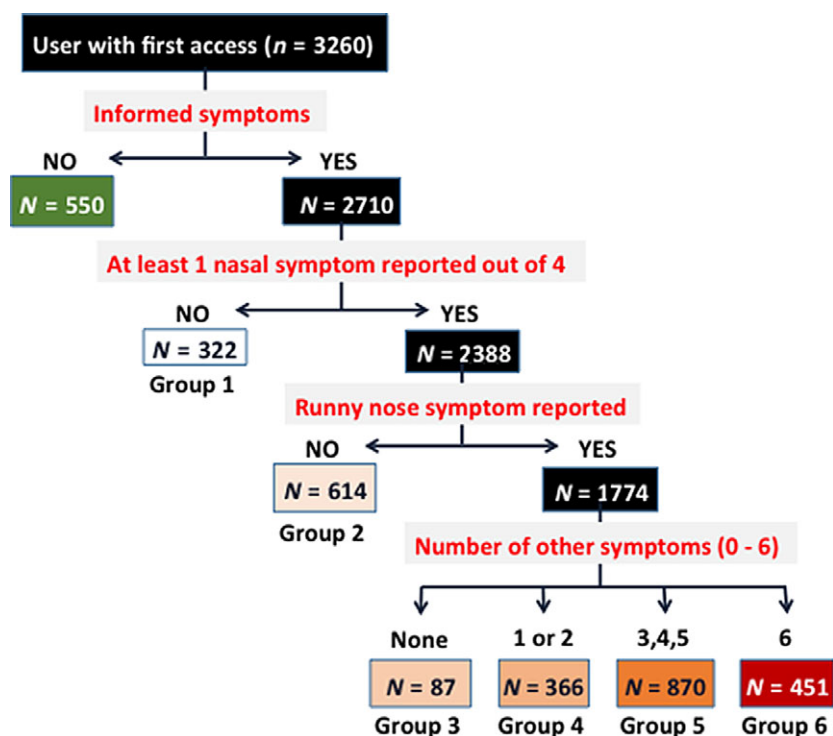 User with first access (n = 3260)
Informed symptoms
NO YES
N = 550 N = 2710
At least 1 nasal symptom reported out of 4
NO YES
N = 322 N = 2388
Group 1
Runny nose symptom reported
NO YES
N = 614 N = 1774
Group 2
Number of other symptoms (0 - 6)
None 1 or 2 3,4,5 6
N = 87 N = 366 N = 870 N = 451
Group 3 Group 4 Group 5 Group 6